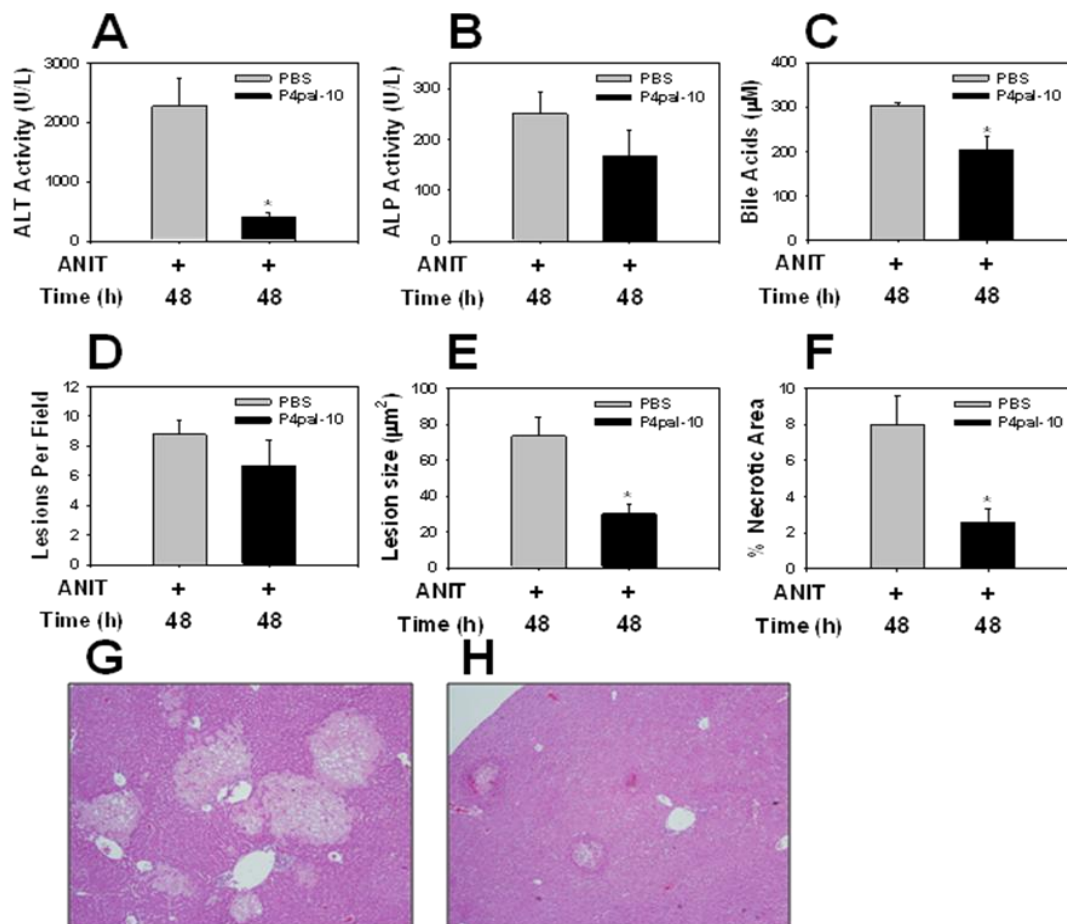 A
ALT Activity (U/L)
3000
2000
1000
0
PBS
P4pal-10
*
ANIT + +
Time (h) 48 48
B
ALP Activity (U/L)
300
200
100
0
PBS
P4pal-10
ANIT + +
Time (h) 48 48
C
Bile Acids (µM)
400
300
200
100
0
PBS
P4pal-10
*
ANIT + +
Time (h) 48 48
D
Lesions Per Field
12
10
8
6
4
2
0
PBS
P4pal-10
ANIT + +
Time (h) 48 48
E
Lesion size (µm²)
100
80
60
40
20
0
PBS
P4pal-10
*
ANIT + +
Time (h) 48 48
F
% Necrotic Area
10
8
6
4
2
0
PBS
P4pal-10
*
ANIT + +
Time (h) 48 48
G
H